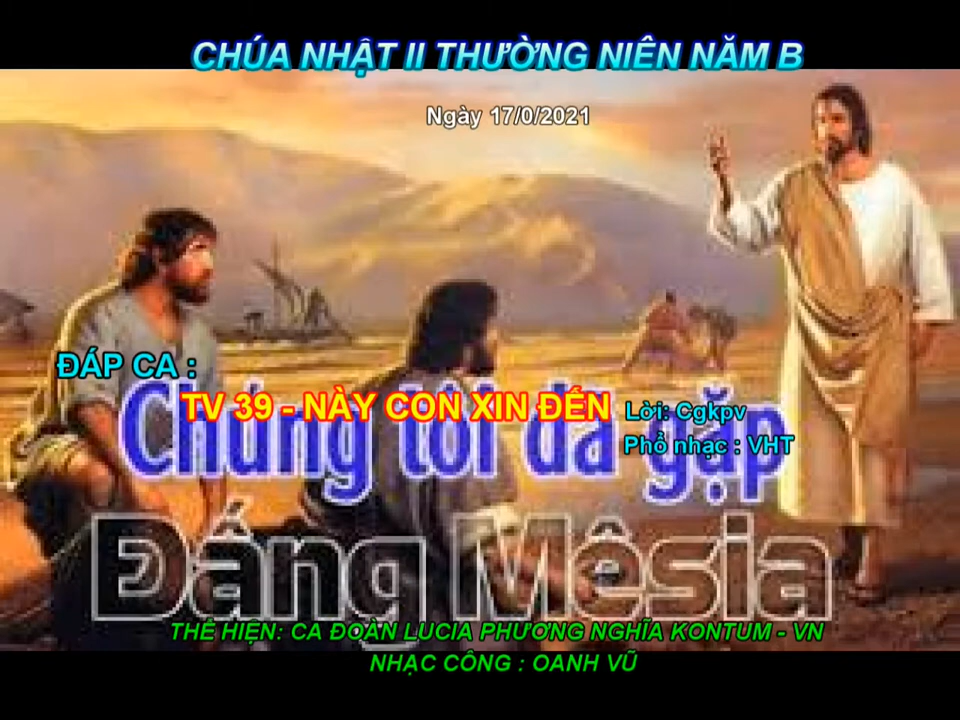 CHÚA NHẬT II THƯỜNG NIÊN NĂM B
Ngày 17/0/2021
ĐÁP CA :
TV 39 - NÀY CON XIN ĐẾN
Lời: Cgkpv
Phổ nhạc : VHT
Chúng tôi đa gặp
Đấng Mêsia
THỂ HIỆN: CA ĐOÀN LUCIA PHƯƠNG NGHĨA KONTUM - VN
NHẠC CÔNG : OANH VŨ